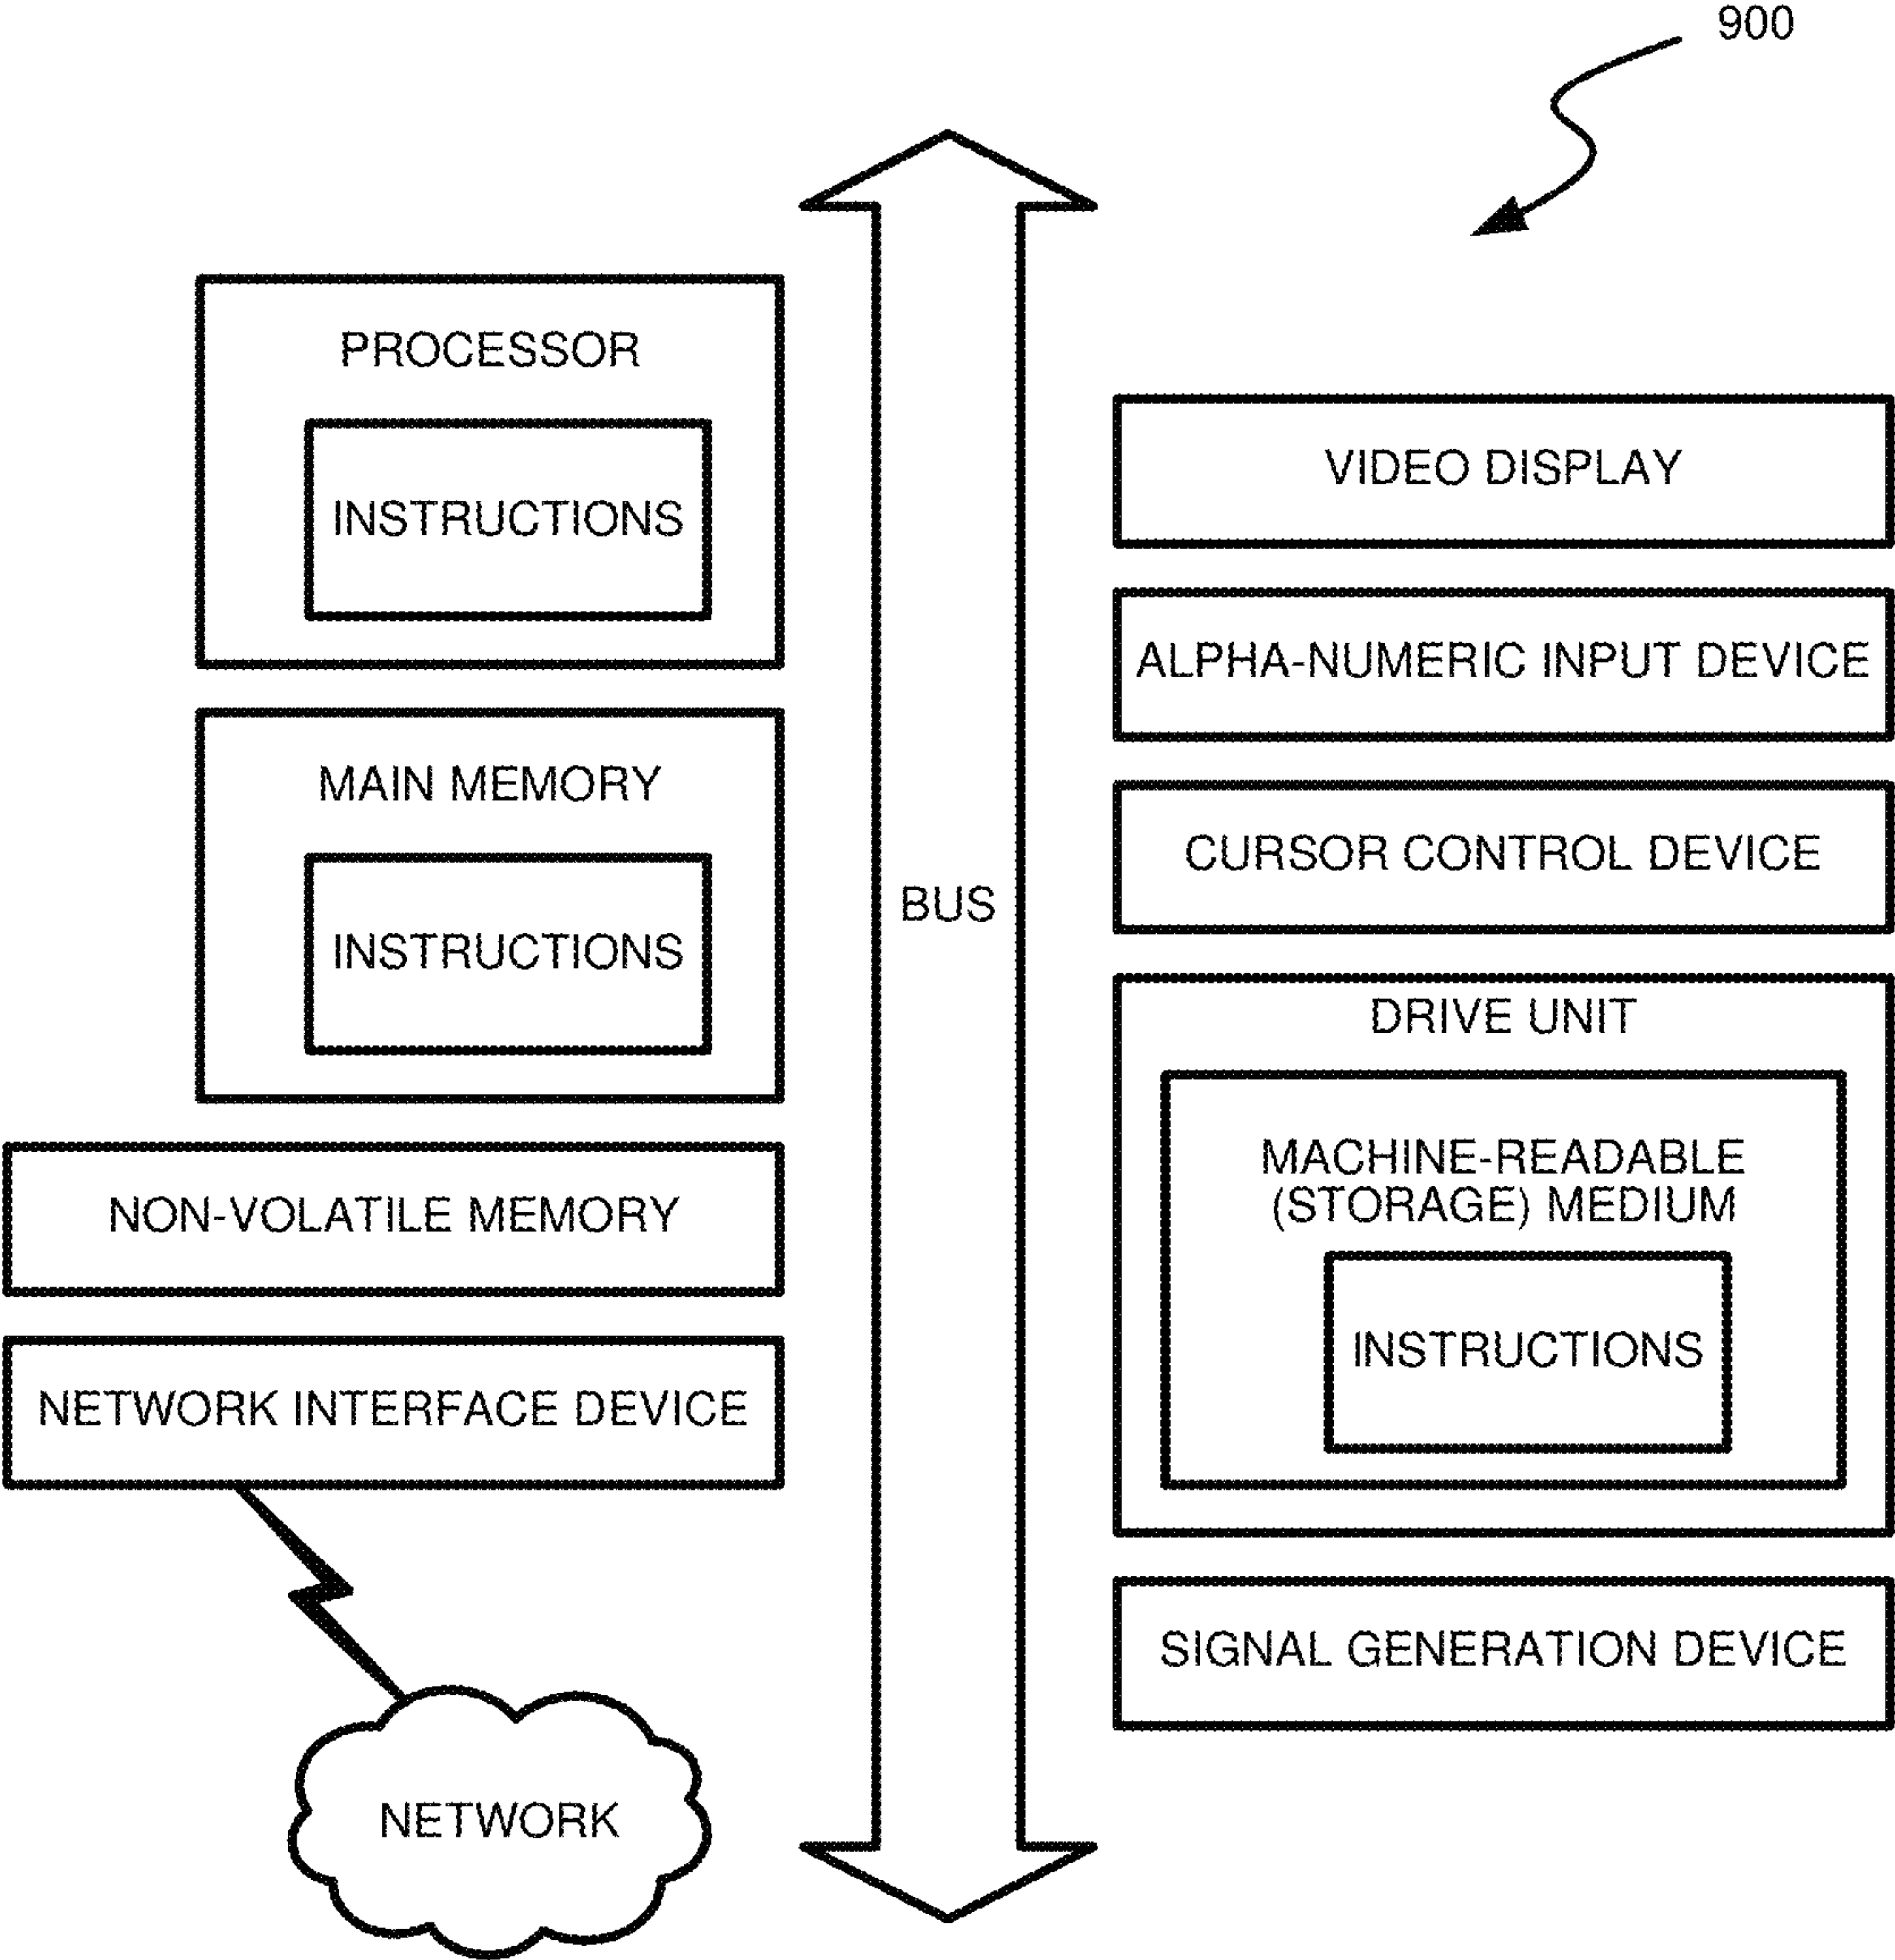 900
PROCESSOR
INSTRUCTIONS
MAIN MEMORY
INSTRUCTIONS
NON-VOLATILE MEMORY
NETWORK INTERFACE DEVICE
NETWORK
BUS
VIDEO DISPLAY
ALPHA-NUMERIC INPUT DEVICE
CURSOR CONTROL DEVICE
DRIVE UNIT
MACHINE-READABLE
(STORAGE) MEDIUM
INSTRUCTIONS
SIGNAL GENERATION DEVICE